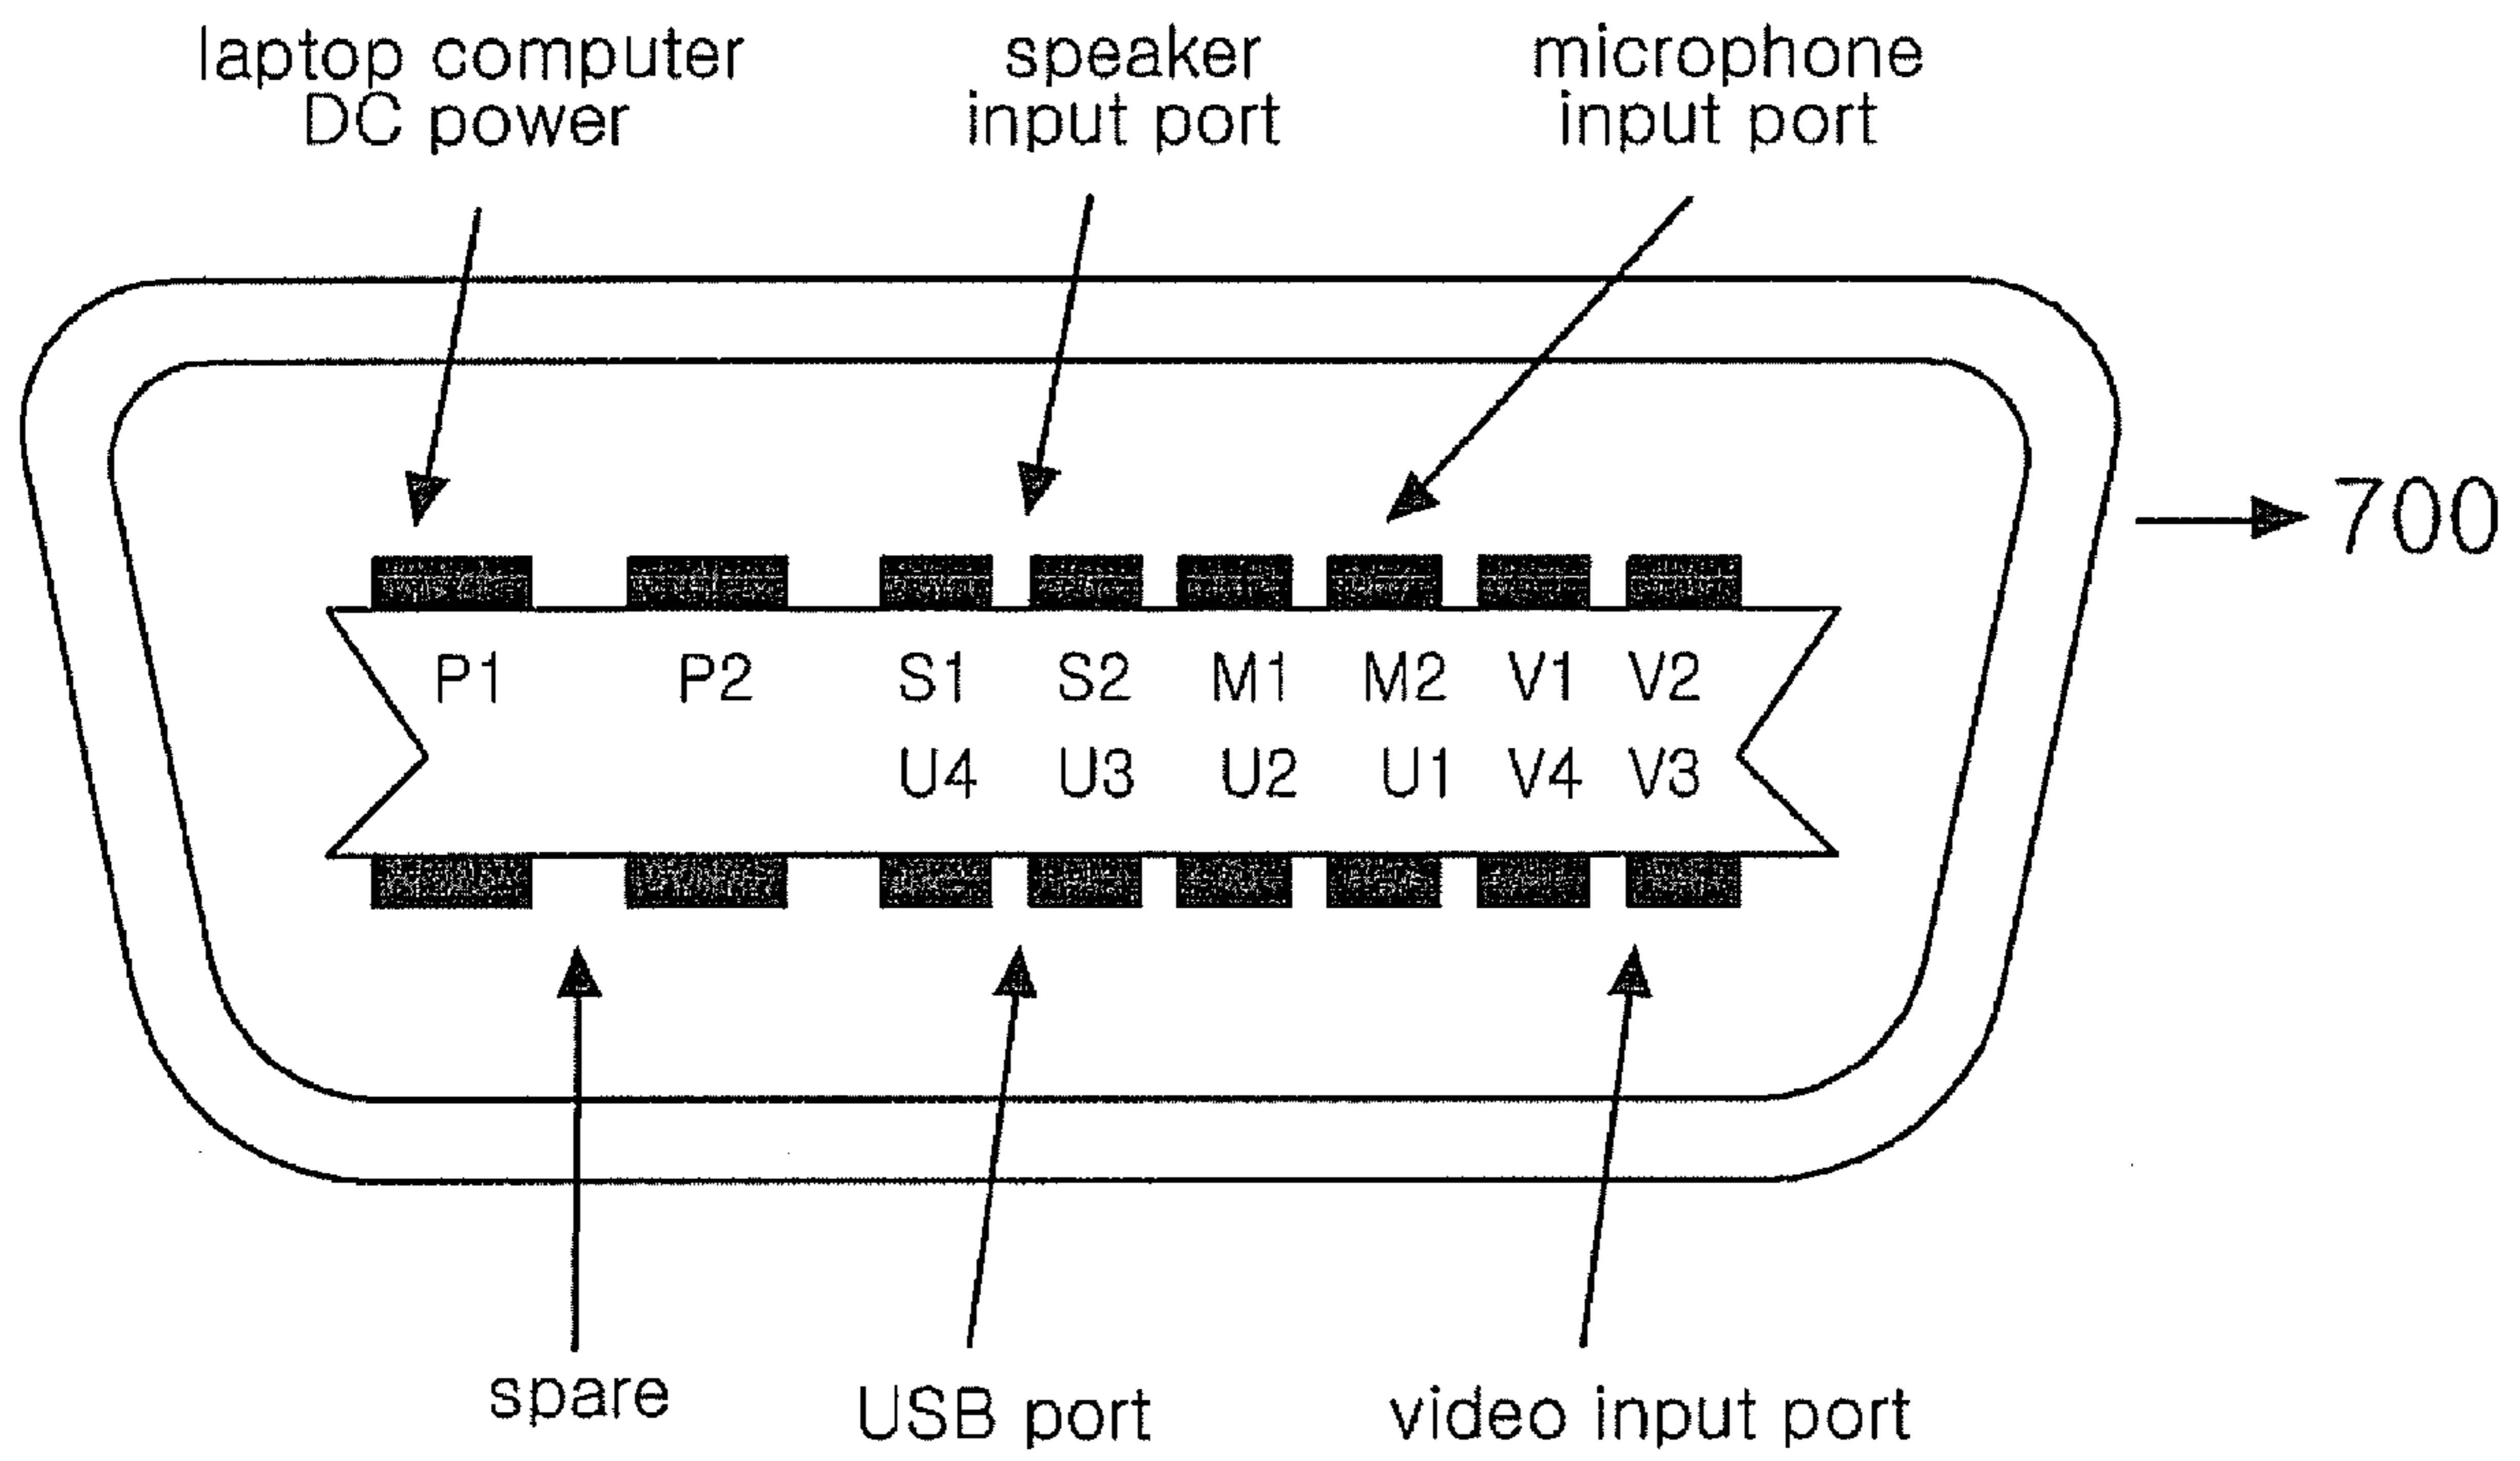 laptop computer
DC power
speaker
input port
microphone
input port
700
P1 P2 S1 S2 M1 M2 V1 V2
U4 U3 U2 U1 V4 V3
spare
USB port
video input port